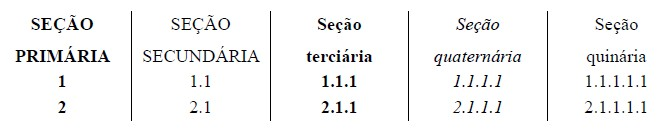 SEÇÃO SEÇÃO Seção Seção Seção
PRIMÁRIA SECUNDÁRIA terciária quaternária quinária
1 1.1 1.1.1 1.1.1.1 1.1.1.1.1
2 2.1 2.1.1 2.1.1.1 2.1.1.1.1